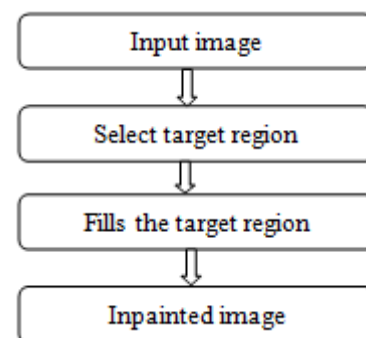 Input image
Select target region
Fills the target region
Inpainted image